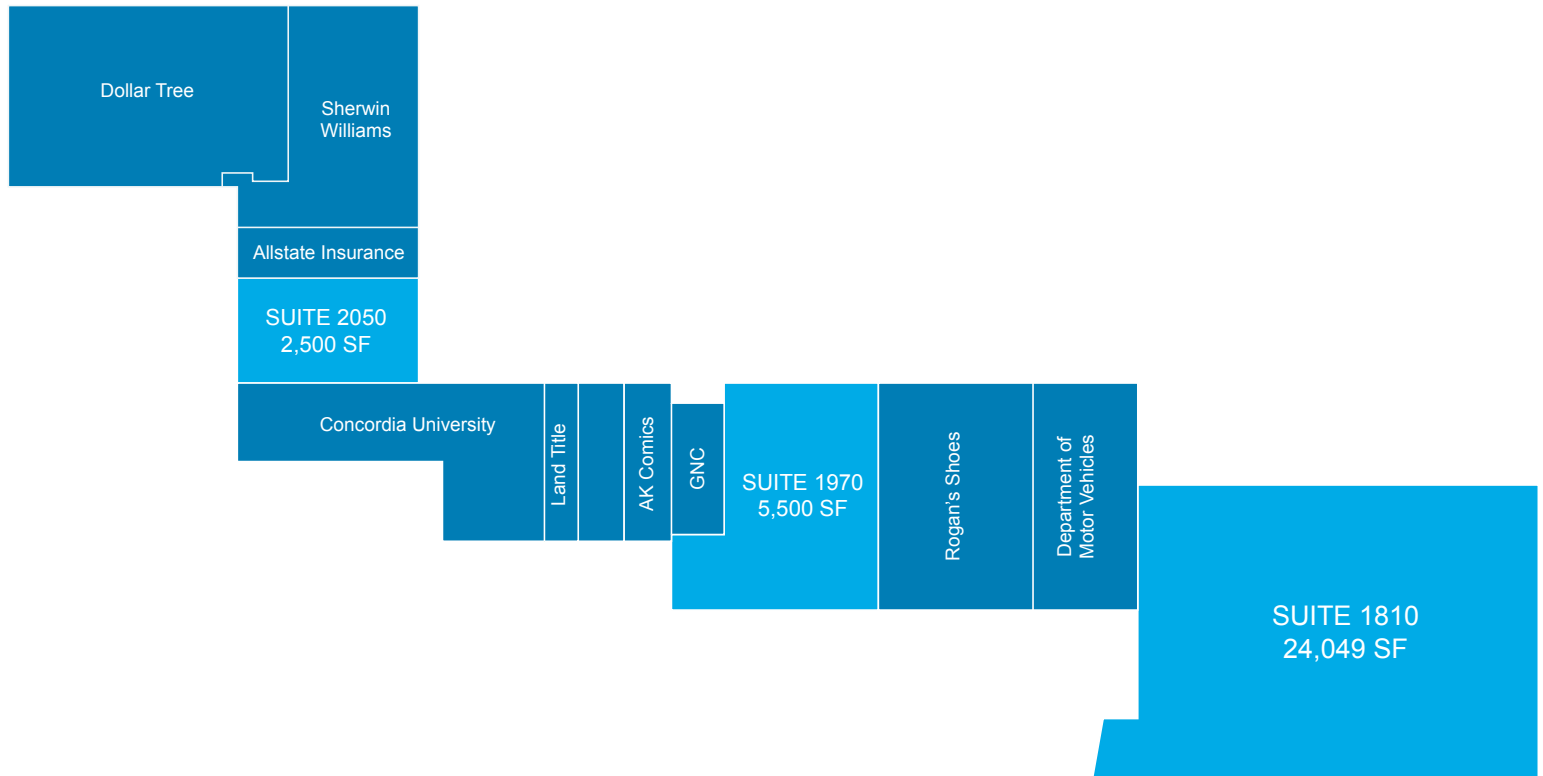 Dollar Tree
Sherwin
Williams
Allstate Insurance
SUITE 2050
2,500 SF
Concordia University
Land Title
AK Comics
GNC
SUITE 1970
5,500 SF
Rogan’s Shoes
Department of
Motor Vehicles
SUITE 1810
24,049 SF